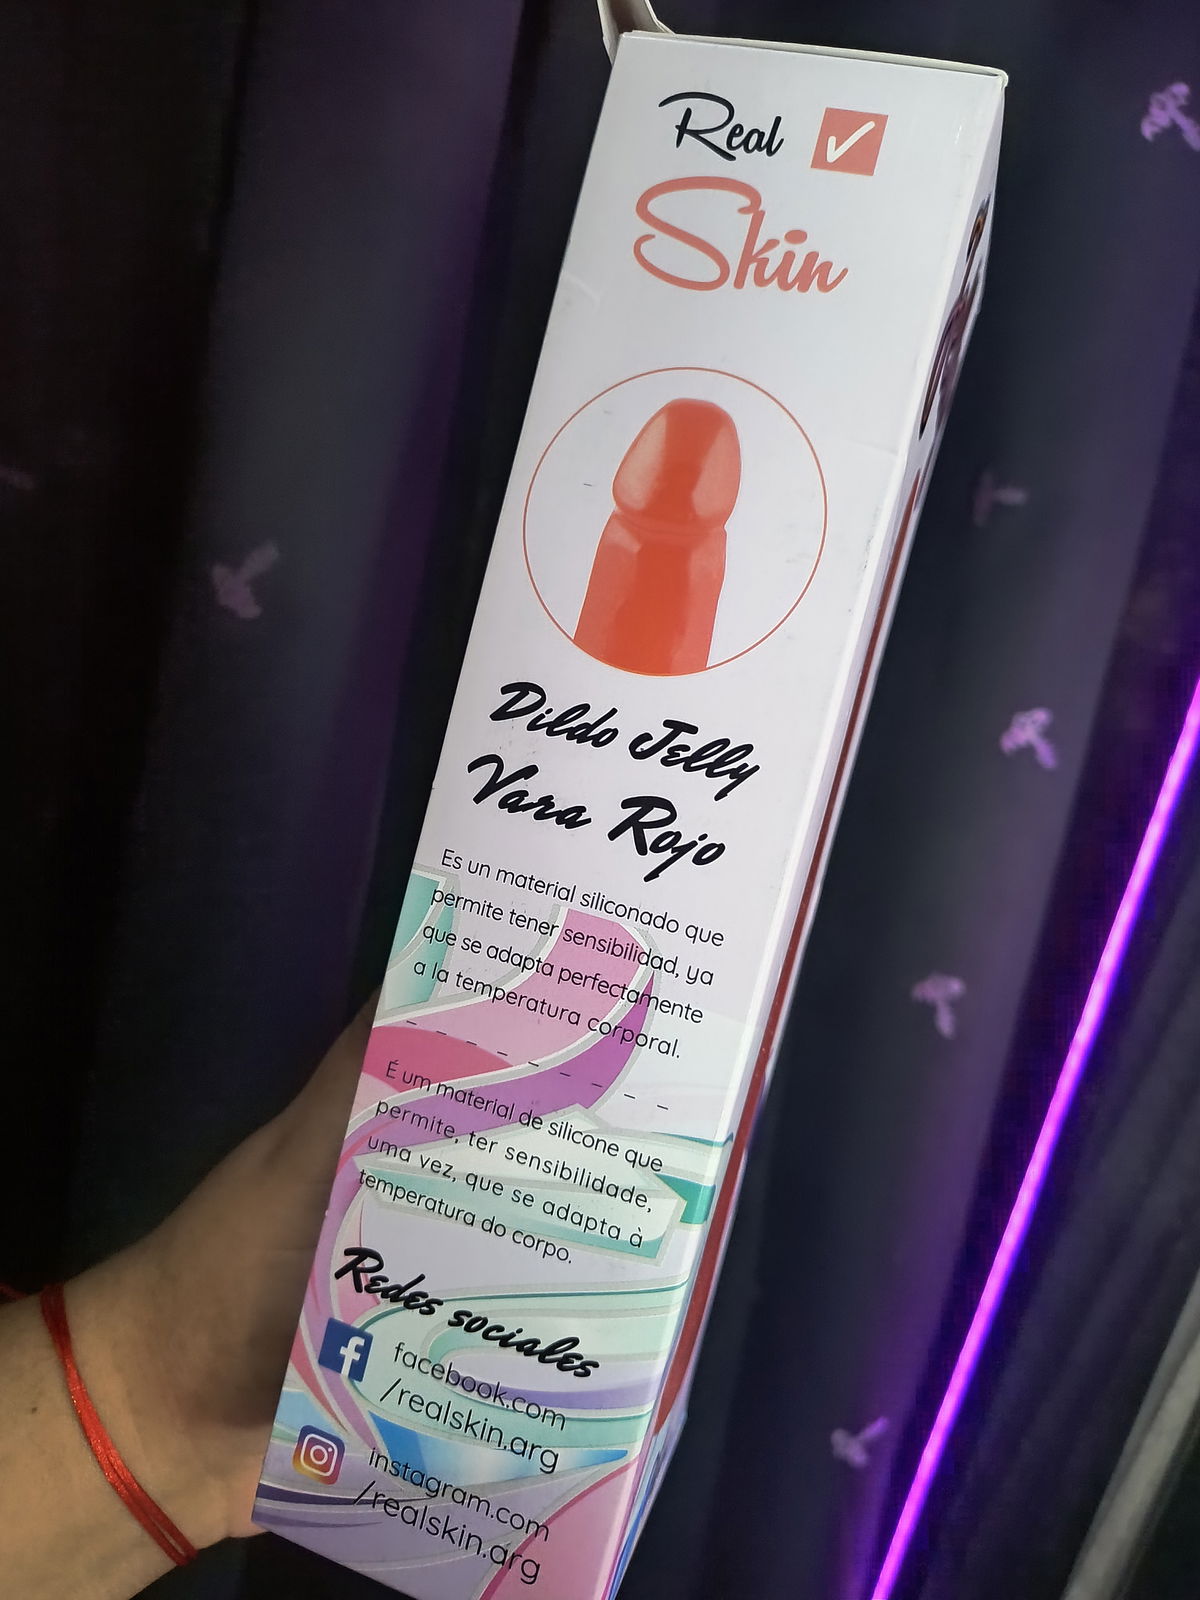 Real
Skin
Dildo Jelly
Vara Rojo
Es un material siliconado que
permite tener sensibilidad, ya
que se adapta perfectamente
a la temperatura corporal.
É um material de silicone que
permite, ter sensibilidade,
uma vez, que se adapta à
temperatura do corpo.
Redes sociales
facebook.com
/realskin.arg
instagram.com
/realskin.arg